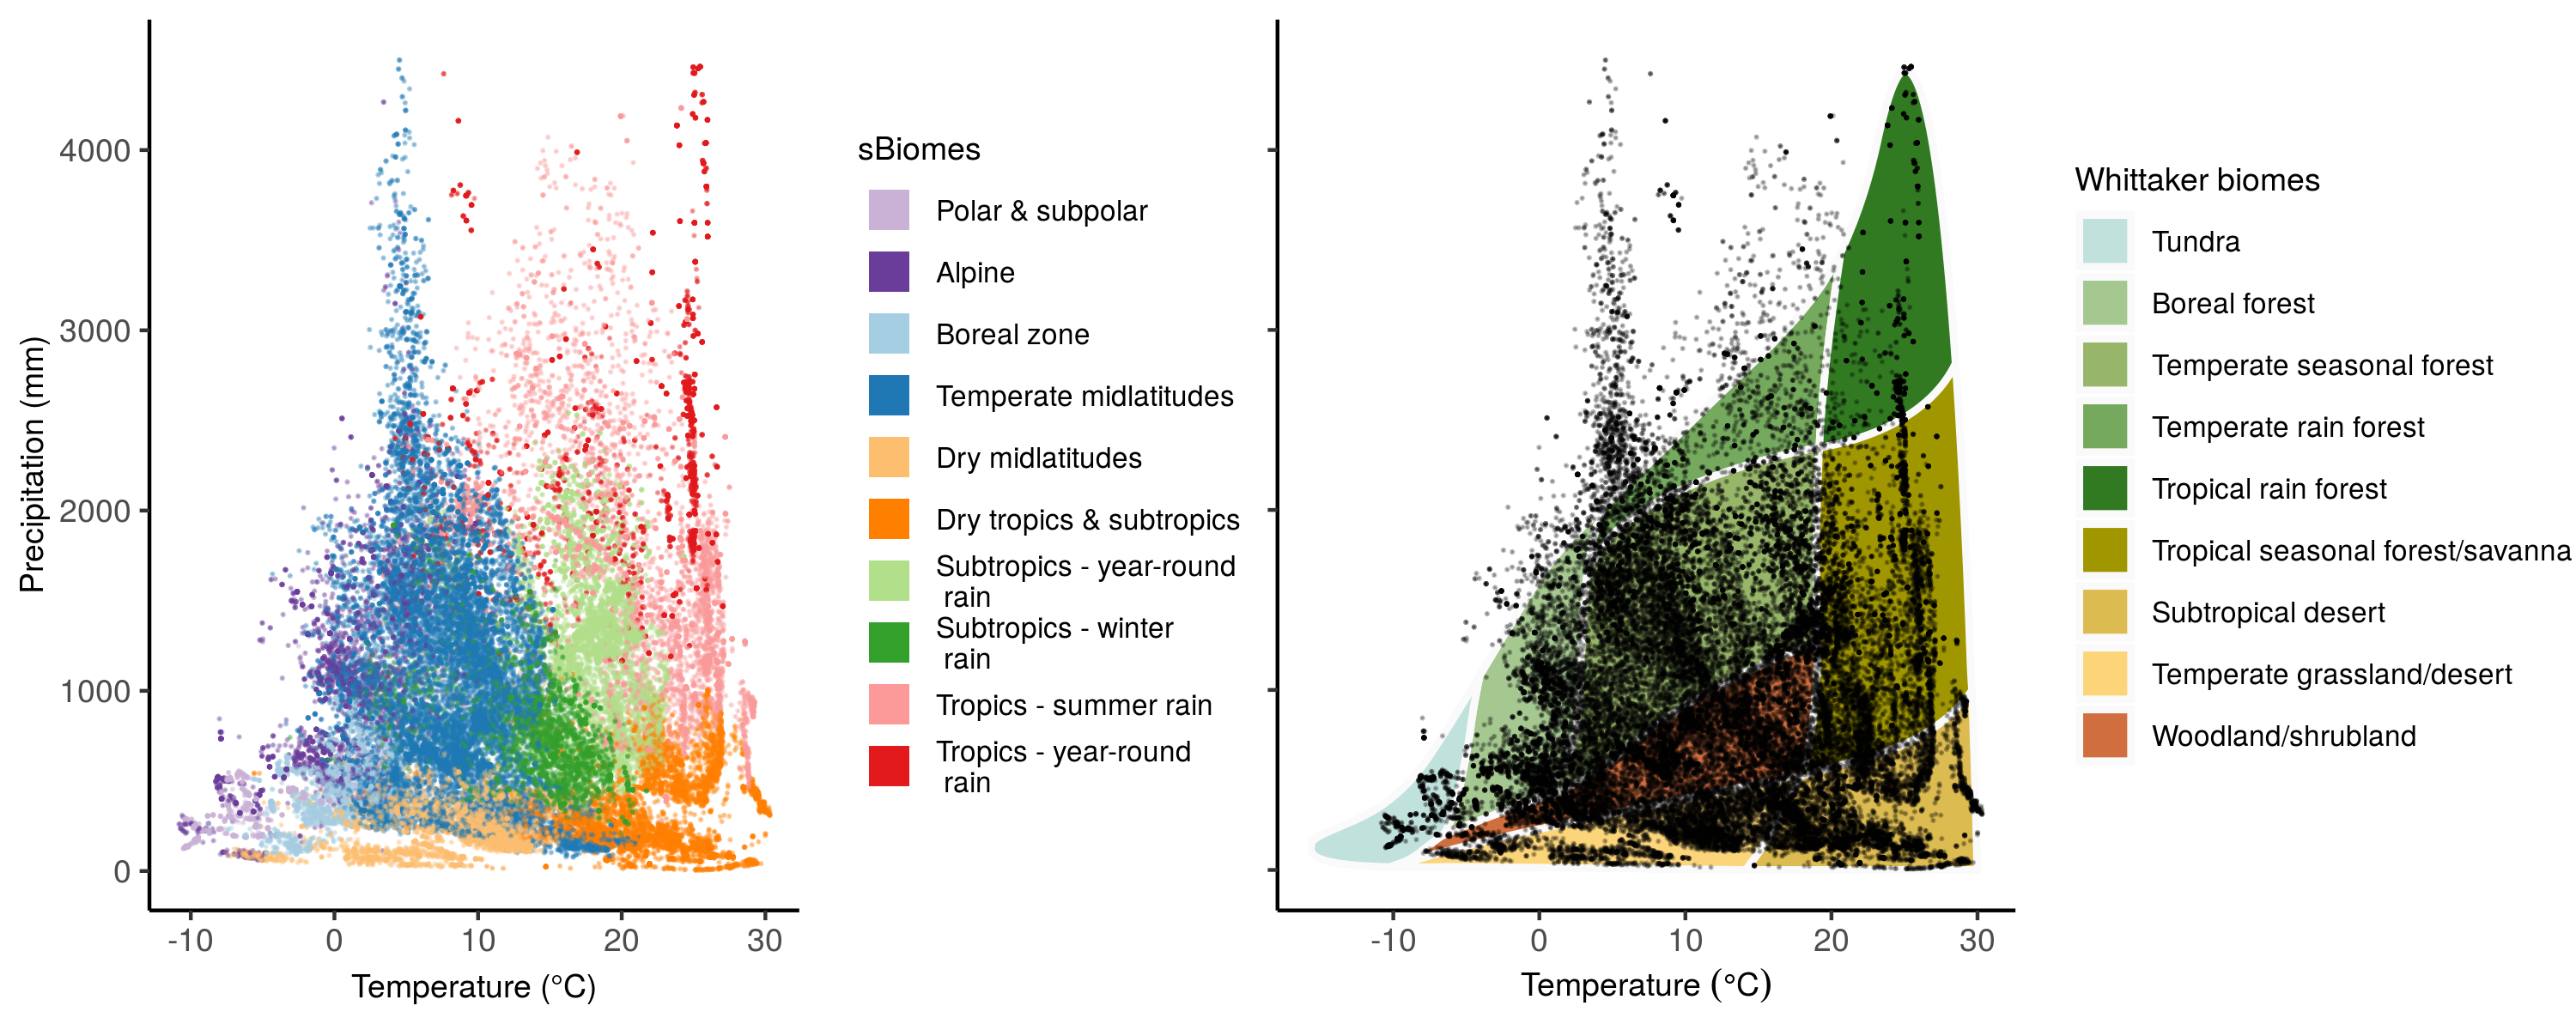 Precipitation (mm)
4000
3000
2000
1000
0
-10 0 10 20 30
Temperature (°C)
sBiomes
Polar & subpolar
Alpine
Boreal zone
Temperate midlatitudes
Dry midlatitudes
Dry tropics & subtropics
Subtropics - year-round
rain
Subtropics - winter
rain
Tropics - summer rain
Tropics - year-round
rain
-10 0 10 20 30
Temperature (°C)
Whittaker biomes
Tundra
Boreal forest
Temperate seasonal forest
Temperate rain forest
Tropical rain forest
Tropical seasonal forest/savanna
Subtropical desert
Temperate grassland/desert
Woodland/shrubland